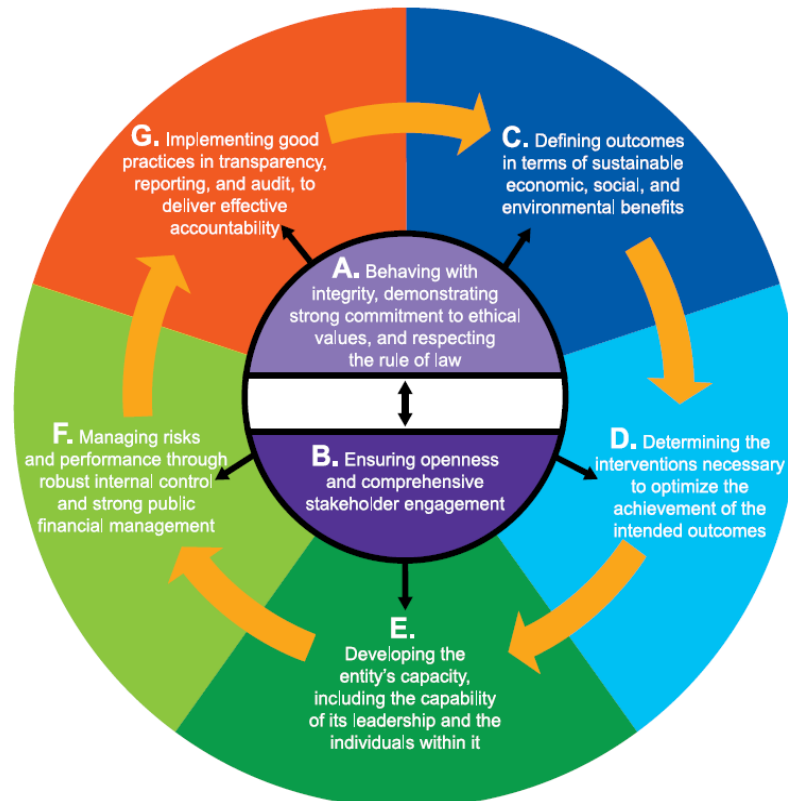 G. Implementing good
practices in transparency,
reporting, and audit, to
deliver effective
accountability
C. Defining outcomes
in terms of sustainable
economic, social, and
environmental benefits
A. Behaving with
integrity, demonstrating
strong commitment to ethical
values, and respecting
the rule of law
B. Ensuring openness
and comprehensive
stakeholder engagement
D. Determining the
interventions necessary
to optimize the
achievement of the
intended outcomes
E.
Developing the
entity's capacity,
including the capability
of its leadership and the
individuals within it
F. Managing risks
and performance through
robust internal control
and strong public
financial management